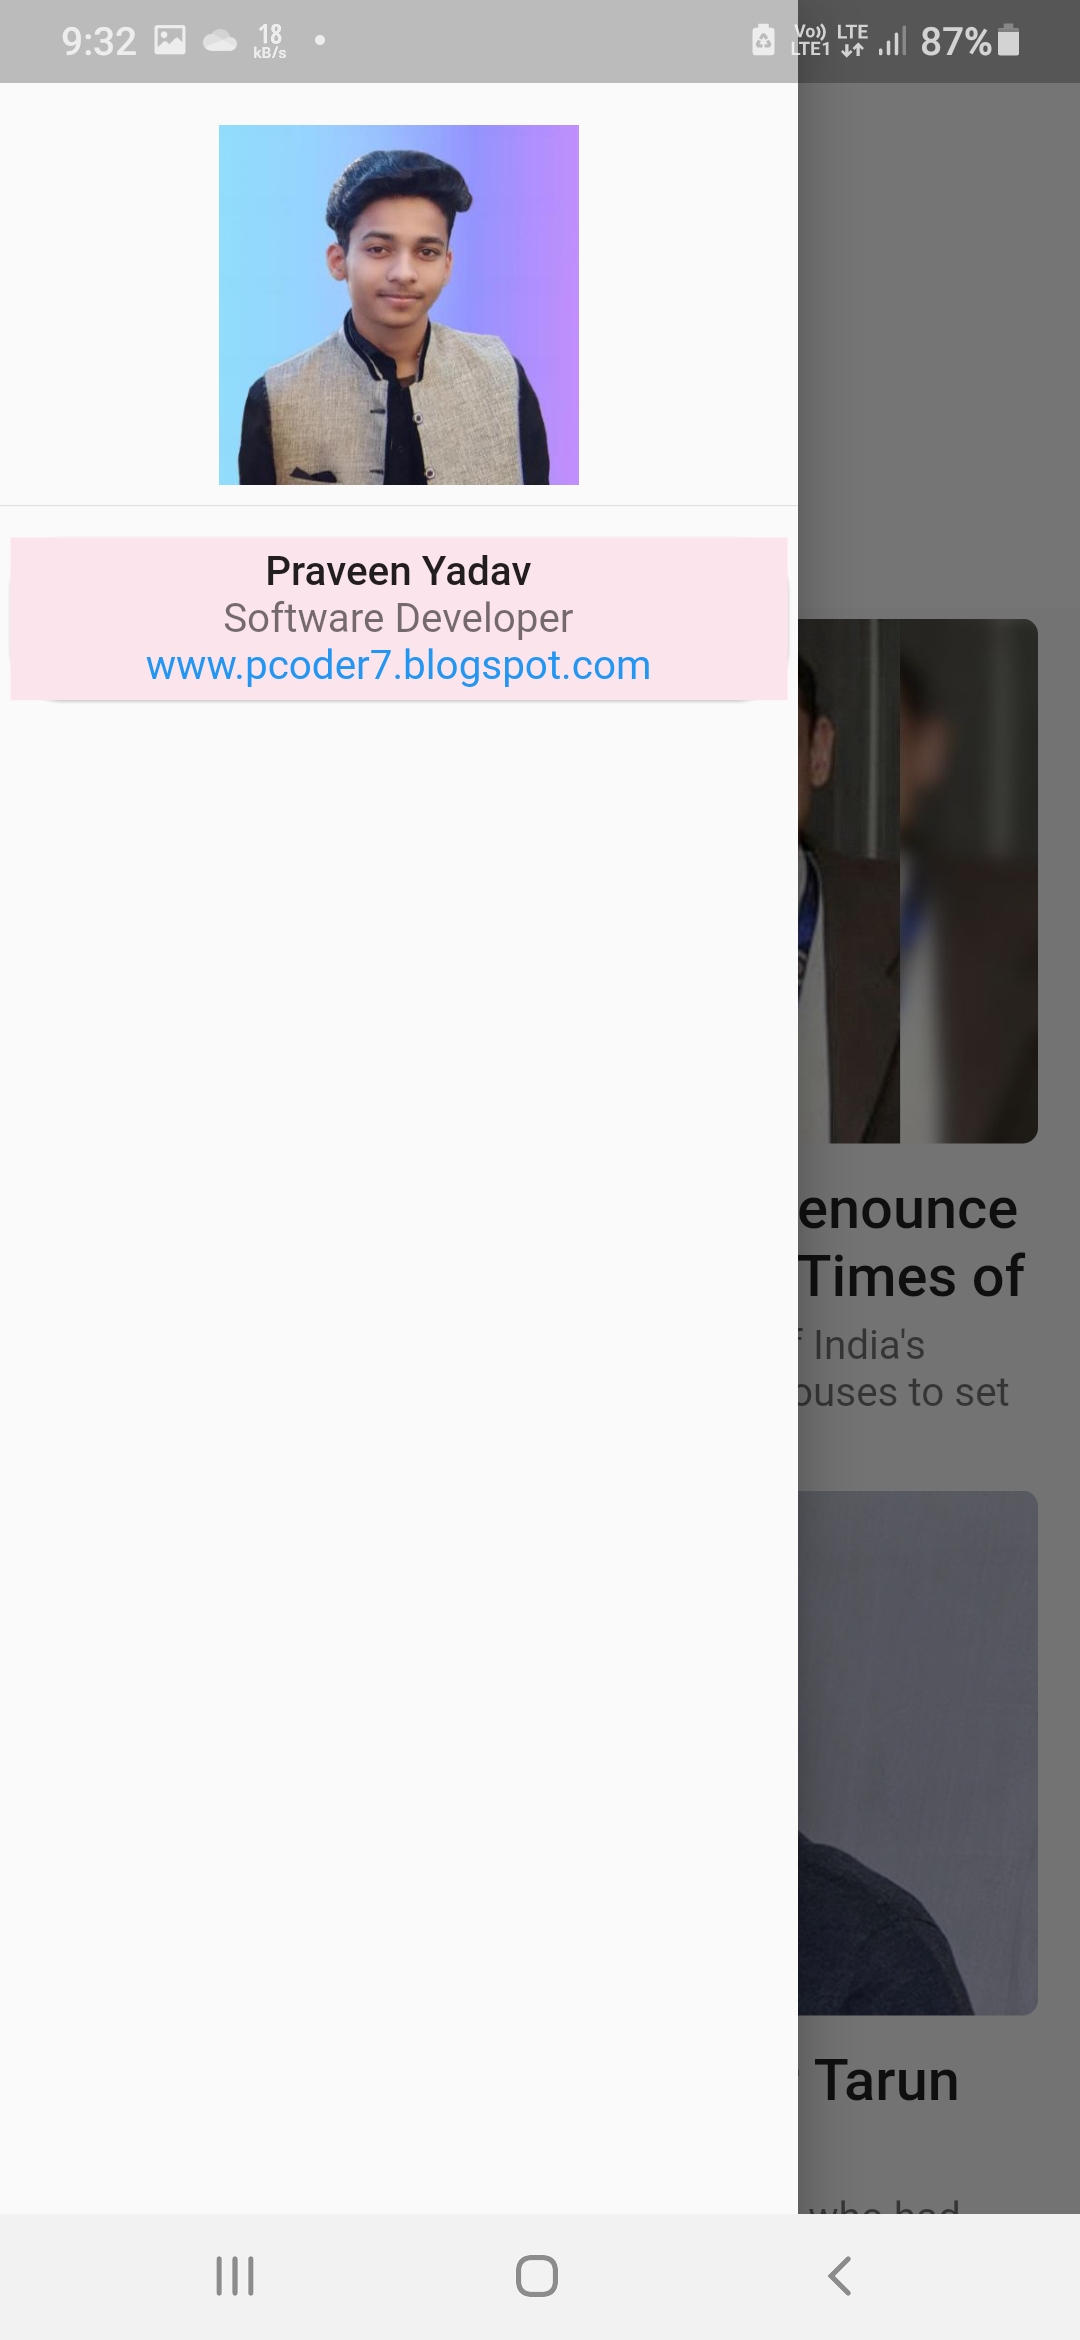 9:32
18
kB/s
Vo)) LTE
LTE1
87%
Praveen Yadav
Software Developer
www.pcoder7.blogspot.com
enounce
Times of
India's
ouses to set
Tarun
who had